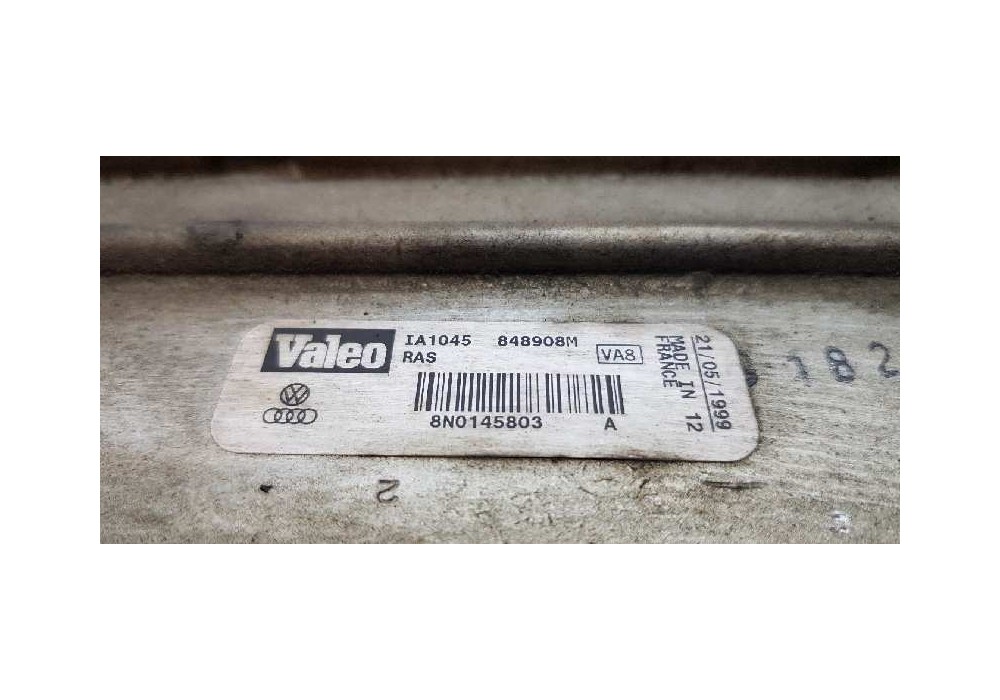 Valeo
IA1045 848908M
RAS
VA8
8N0145803 A
21/05/1999
MADE IN 12
FRANCE
182
2